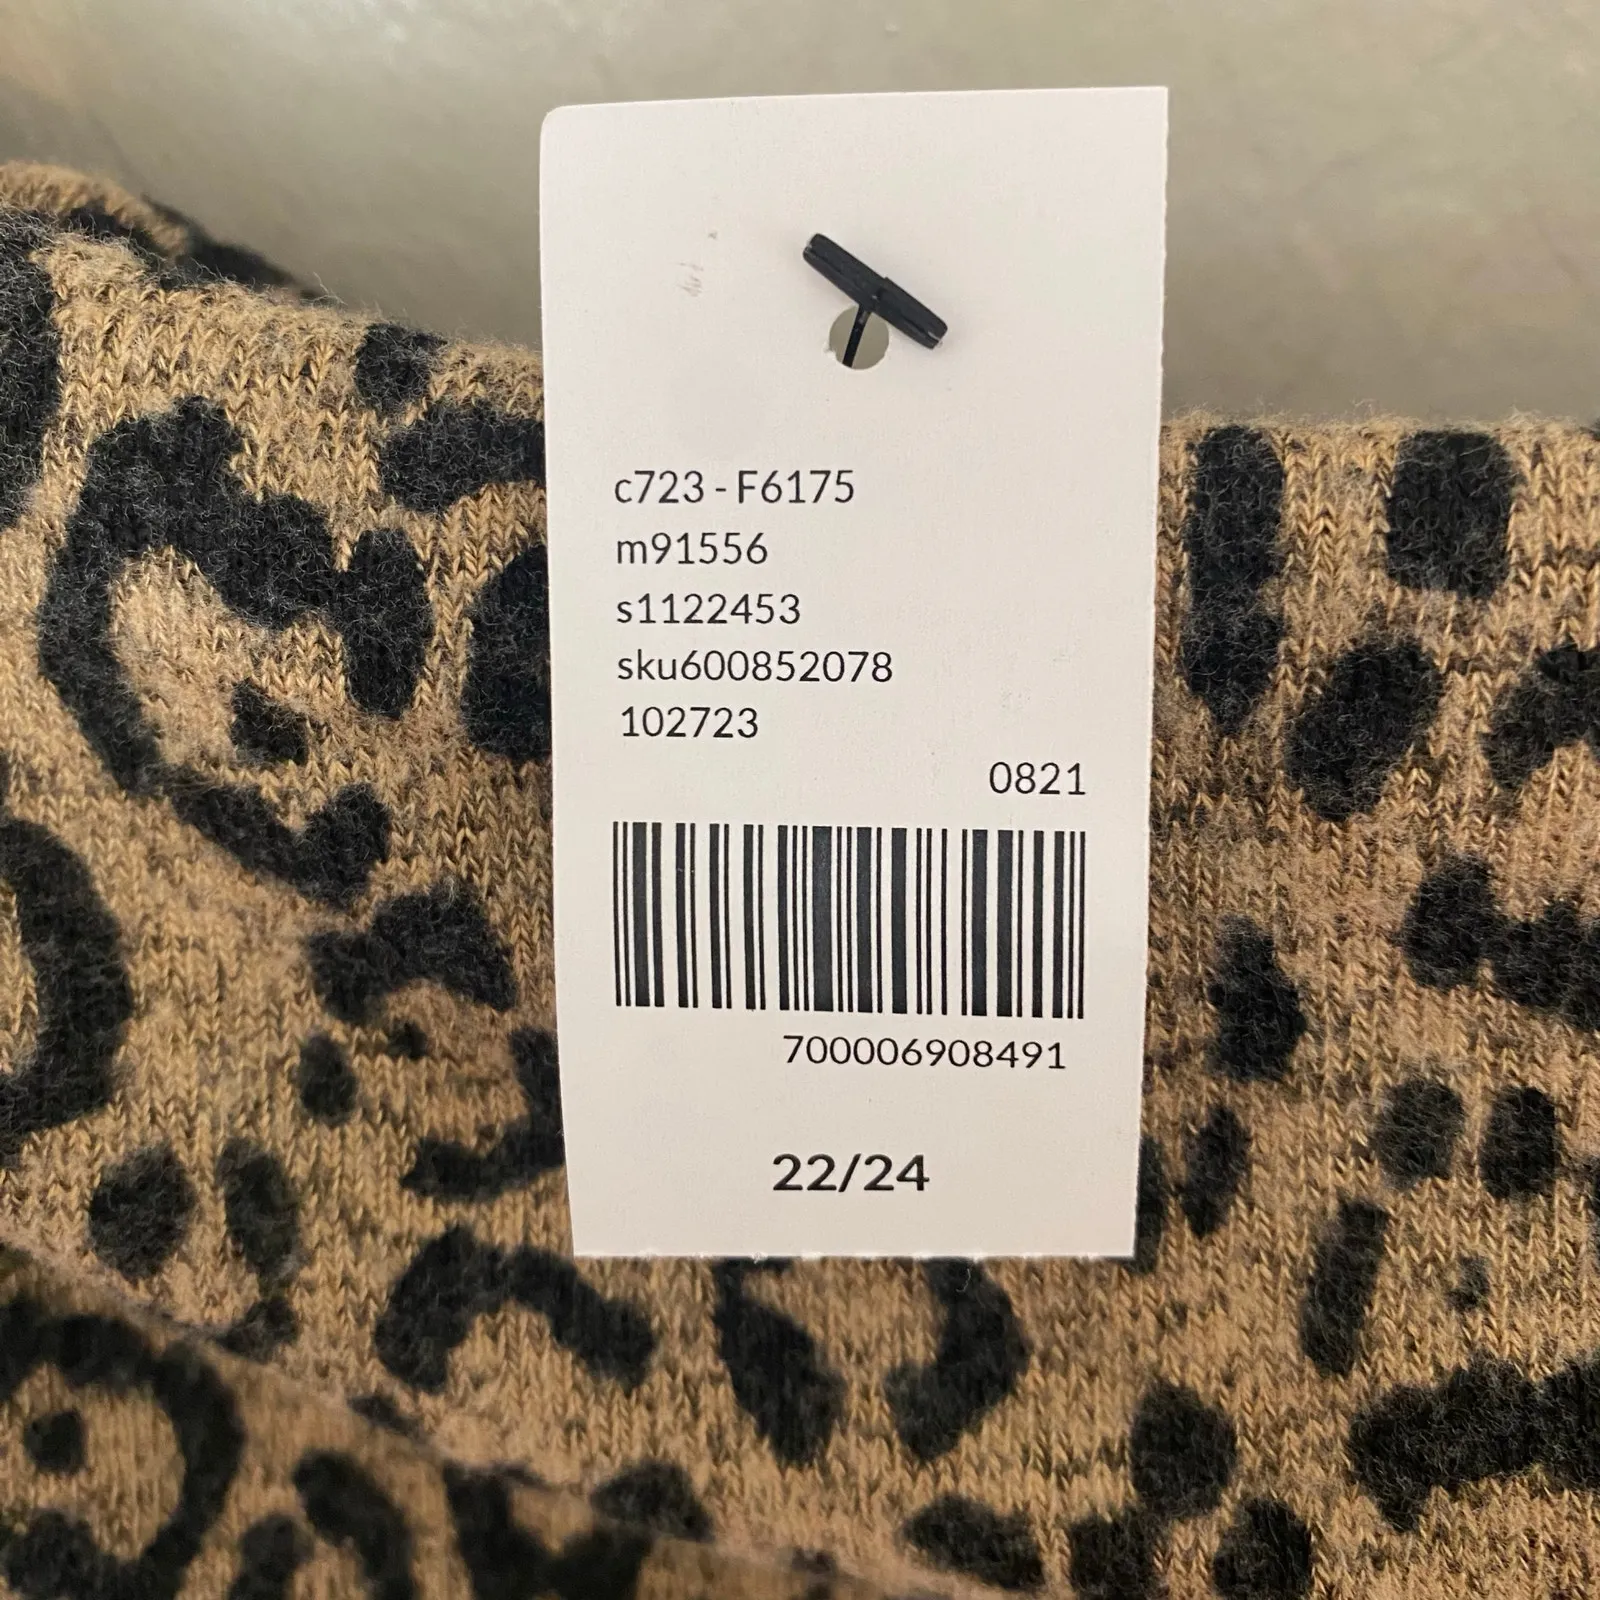 c723 - F6175
m91556
s1122453
sku600852078
102723
0821
700006908491
22/24